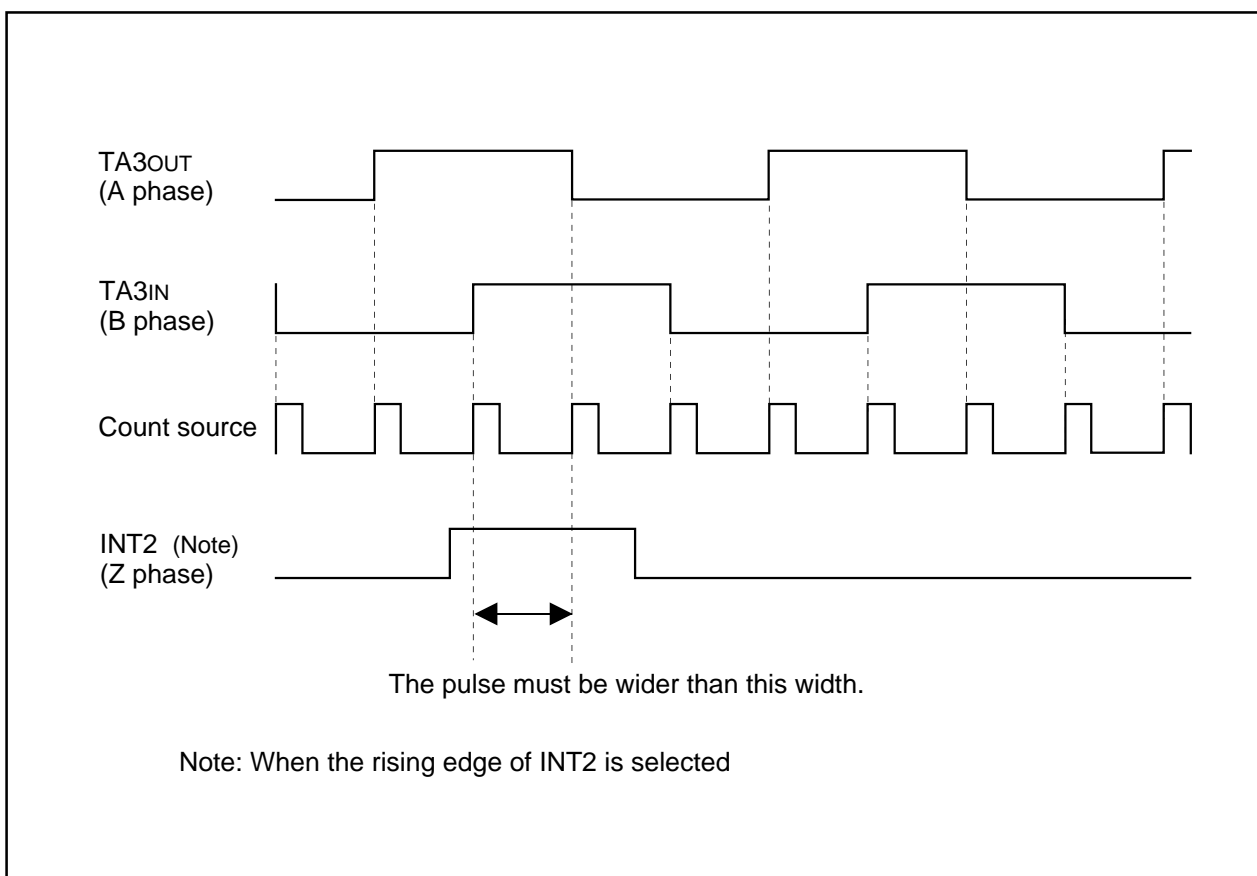 TA3OUT
(A phase)
TA3IN
(B phase)
Count source
INT2 (Note)
(Z phase)
The pulse must be wider than this width.
Note: When the rising edge of INT2 is selected